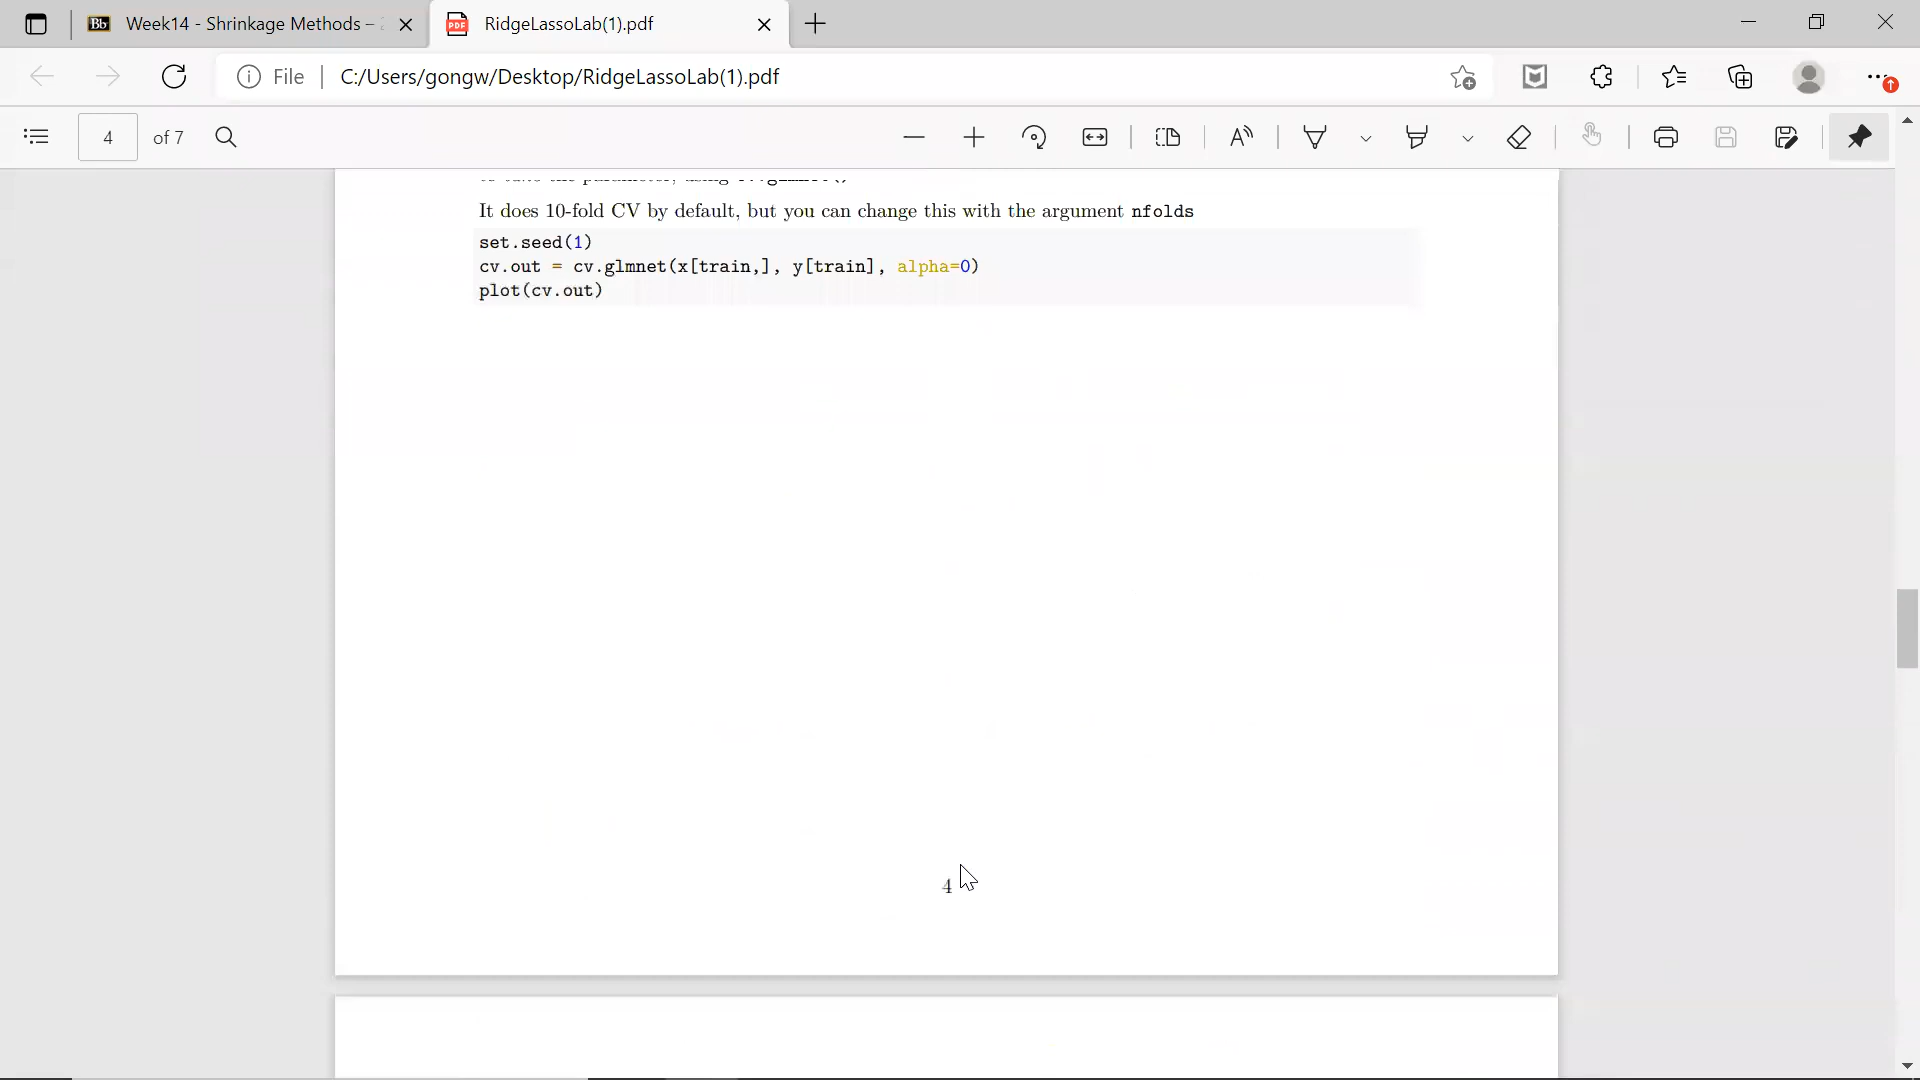 Week14 - Shrinkage Methods –
RidgeLassoLab(1).pdf
File
C:/Users/gongw/Desktop/RidgeLassoLab(1).pdf
4 of 7
It does 10-fold CV by default, but you can change this with the argument nfolds
set.seed(1)
cv.out = cv.glmnet(x[train,], y[train], alpha=0)
plot(cv.out)
4